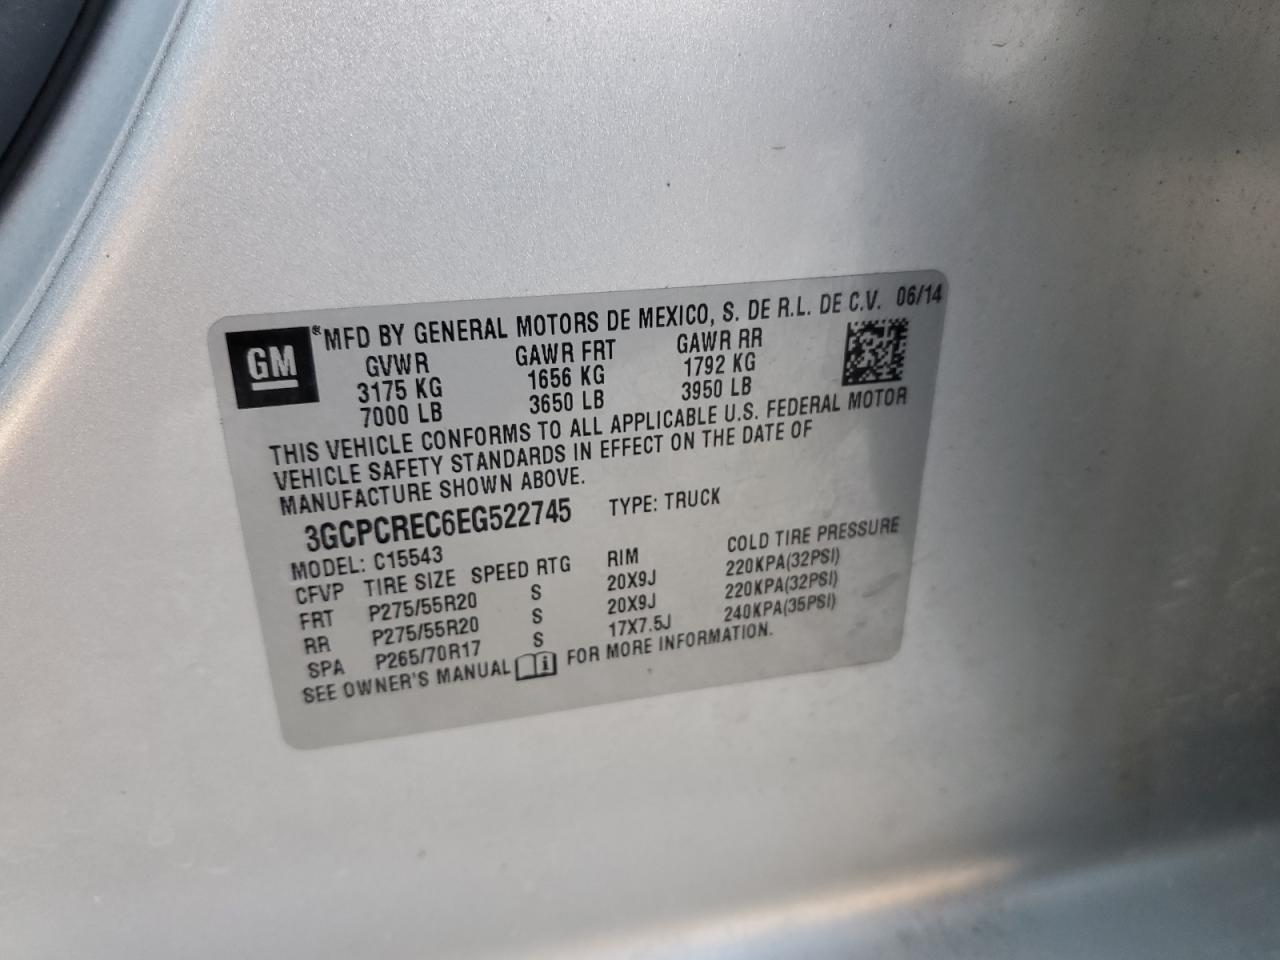 GM
® MFD BY GENERAL MOTORS DE MEXICO, S. DE R.L. DE C.V. 06/14
GVWR GAWR FRT GAWR RR
3175 KG 1656 KG 1792 KG
7000 LB 3650 LB 3950 LB
THIS VEHICLE CONFORMS TO ALL APPLICABLE U.S. FEDERAL MOTOR
VEHICLE SAFETY STANDARDS IN EFFECT ON THE DATE OF
MANUFACTURE SHOWN ABOVE.
3GCPCREC6EG522745 TYPE: TRUCK
MODEL: C15543
CFVP TIRE SIZE SPEED RTG RIM COLD TIRE PRESSURE
FRT P275/55R20 S 20X9J 220KPA(32PSI)
RR P275/55R20 S 20X9J 220KPA(32PSI)
SPA P265/70R17 S 17X7.5J 240KPA(35PSI)
SEE OWNER'S MANUAL FOR MORE INFORMATION.